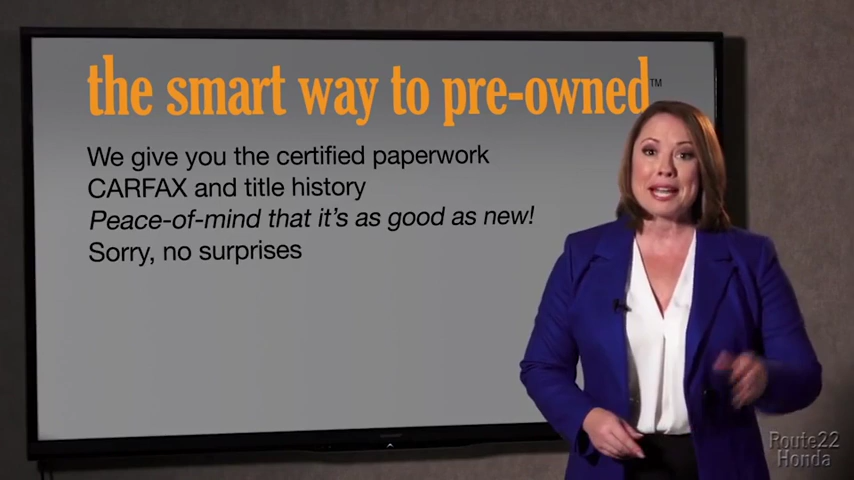 the smart way to pre-owned™
We give you the certified paperwork
CARFAX and title history
Peace-of-mind that it's as good as new!
Sorry, no surprises
Route22
Honda